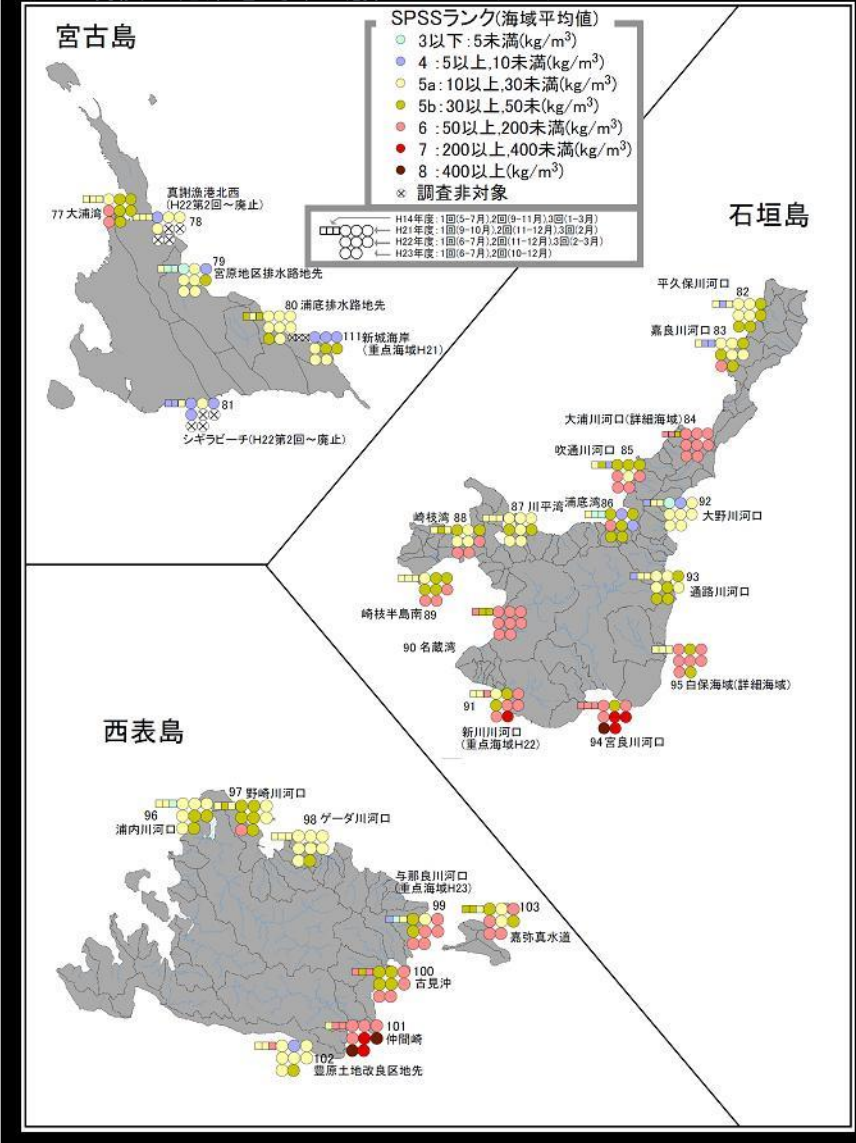 宮古島
SPSSランク(海域平均値)
3以下:5未満(kg/m³)
4 :5以上,10未満(kg/m³)
5a:10以上,30未満(kg/m³)
5b:30以上,50未(kg/m³)
6 :50以上,200未満(kg/m³)
7 :200以上,400未満(kg/m³)
8 :400以上(kg/m³)
調査非対象
H14年度:1回(5-7月),2回(9-11月),3回(1-3月)
H21年度:1回(9-10月),2回(11-12月),3回(2月)
H22年度:1回(6-7月),2回(11-12月),3回(2-3月)
H23年度:1回(6-7月),2回(10-12月)
77 大浦湾
真謝漁港北西
(H22第2回～廃止)
78
79
宮原地区排水路地先
80 浦底排水路地先
111 新城海岸
(重点海域H21)
81
シギラビーチ(H22第2回～廃止)
石垣島
平久保川河口
82
嘉良川河口 83
大浦川河口(詳細海域)84
吹通川河口 85
浦底湾
86
87 川平湾
崎枝湾 88
92
大野川河口
93
通路川河口
崎枝半島南89
90 名蔵湾
95 白保海域(詳細海域)
91
新川川河口
(重点海域H22)
94 宮良川河口
西表島
97 野崎川河口
96
浦内川河口
98 ゲーダ川河口
与那良川河口
(重点海域H23)
99
103
嘉弥真水道
100
古見沖
101
仲間崎
102
豊原土地改良区地先